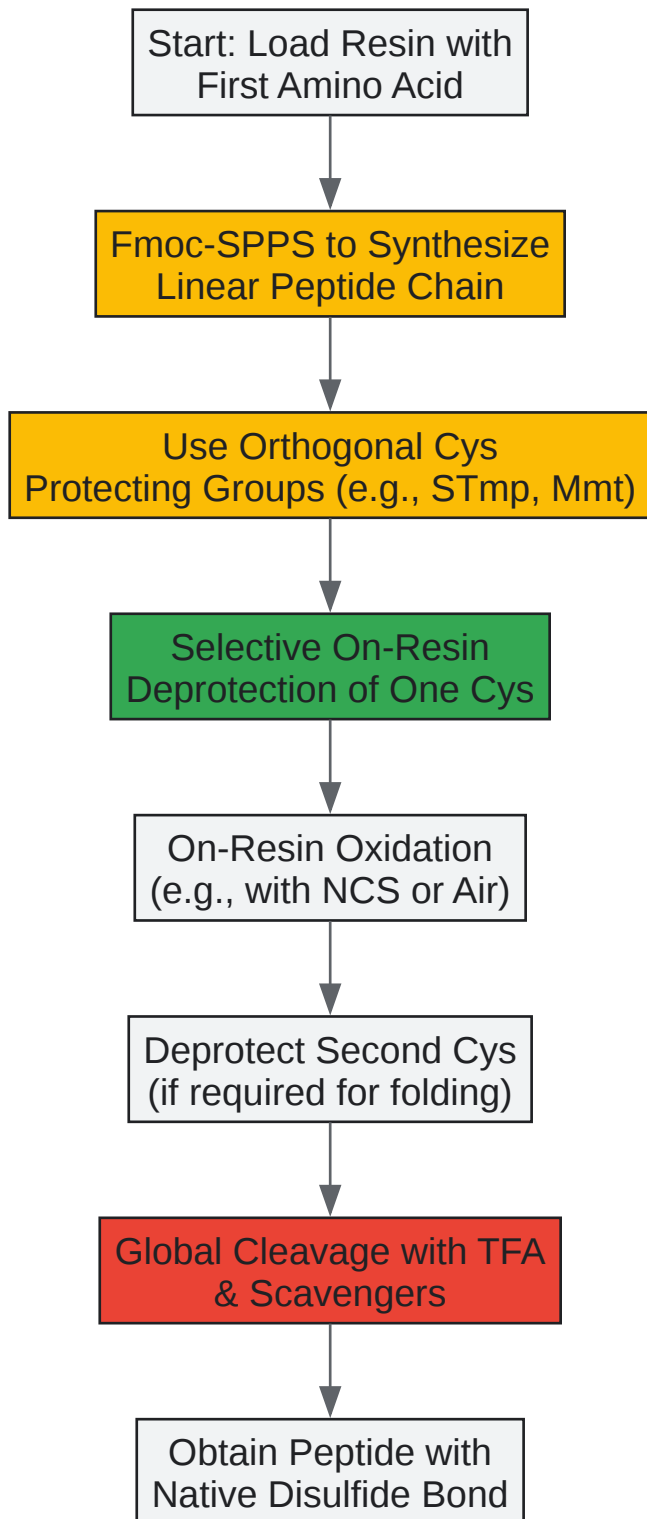 Start: Load Resin with
First Amino Acid
Fmoc-SPPS to Synthesize
Linear Peptide Chain
Use Orthogonal Cys
Protecting Groups (e.g., STmp, Mmt)
Selective On-Resin
Deprotection of One Cys
On-Resin Oxidation
(e.g., with NCS or Air)
Deprotect Second Cys
(if required for folding)
Global Cleavage with TFA
& Scavengers
Obtain Peptide with
Native Disulfide Bond